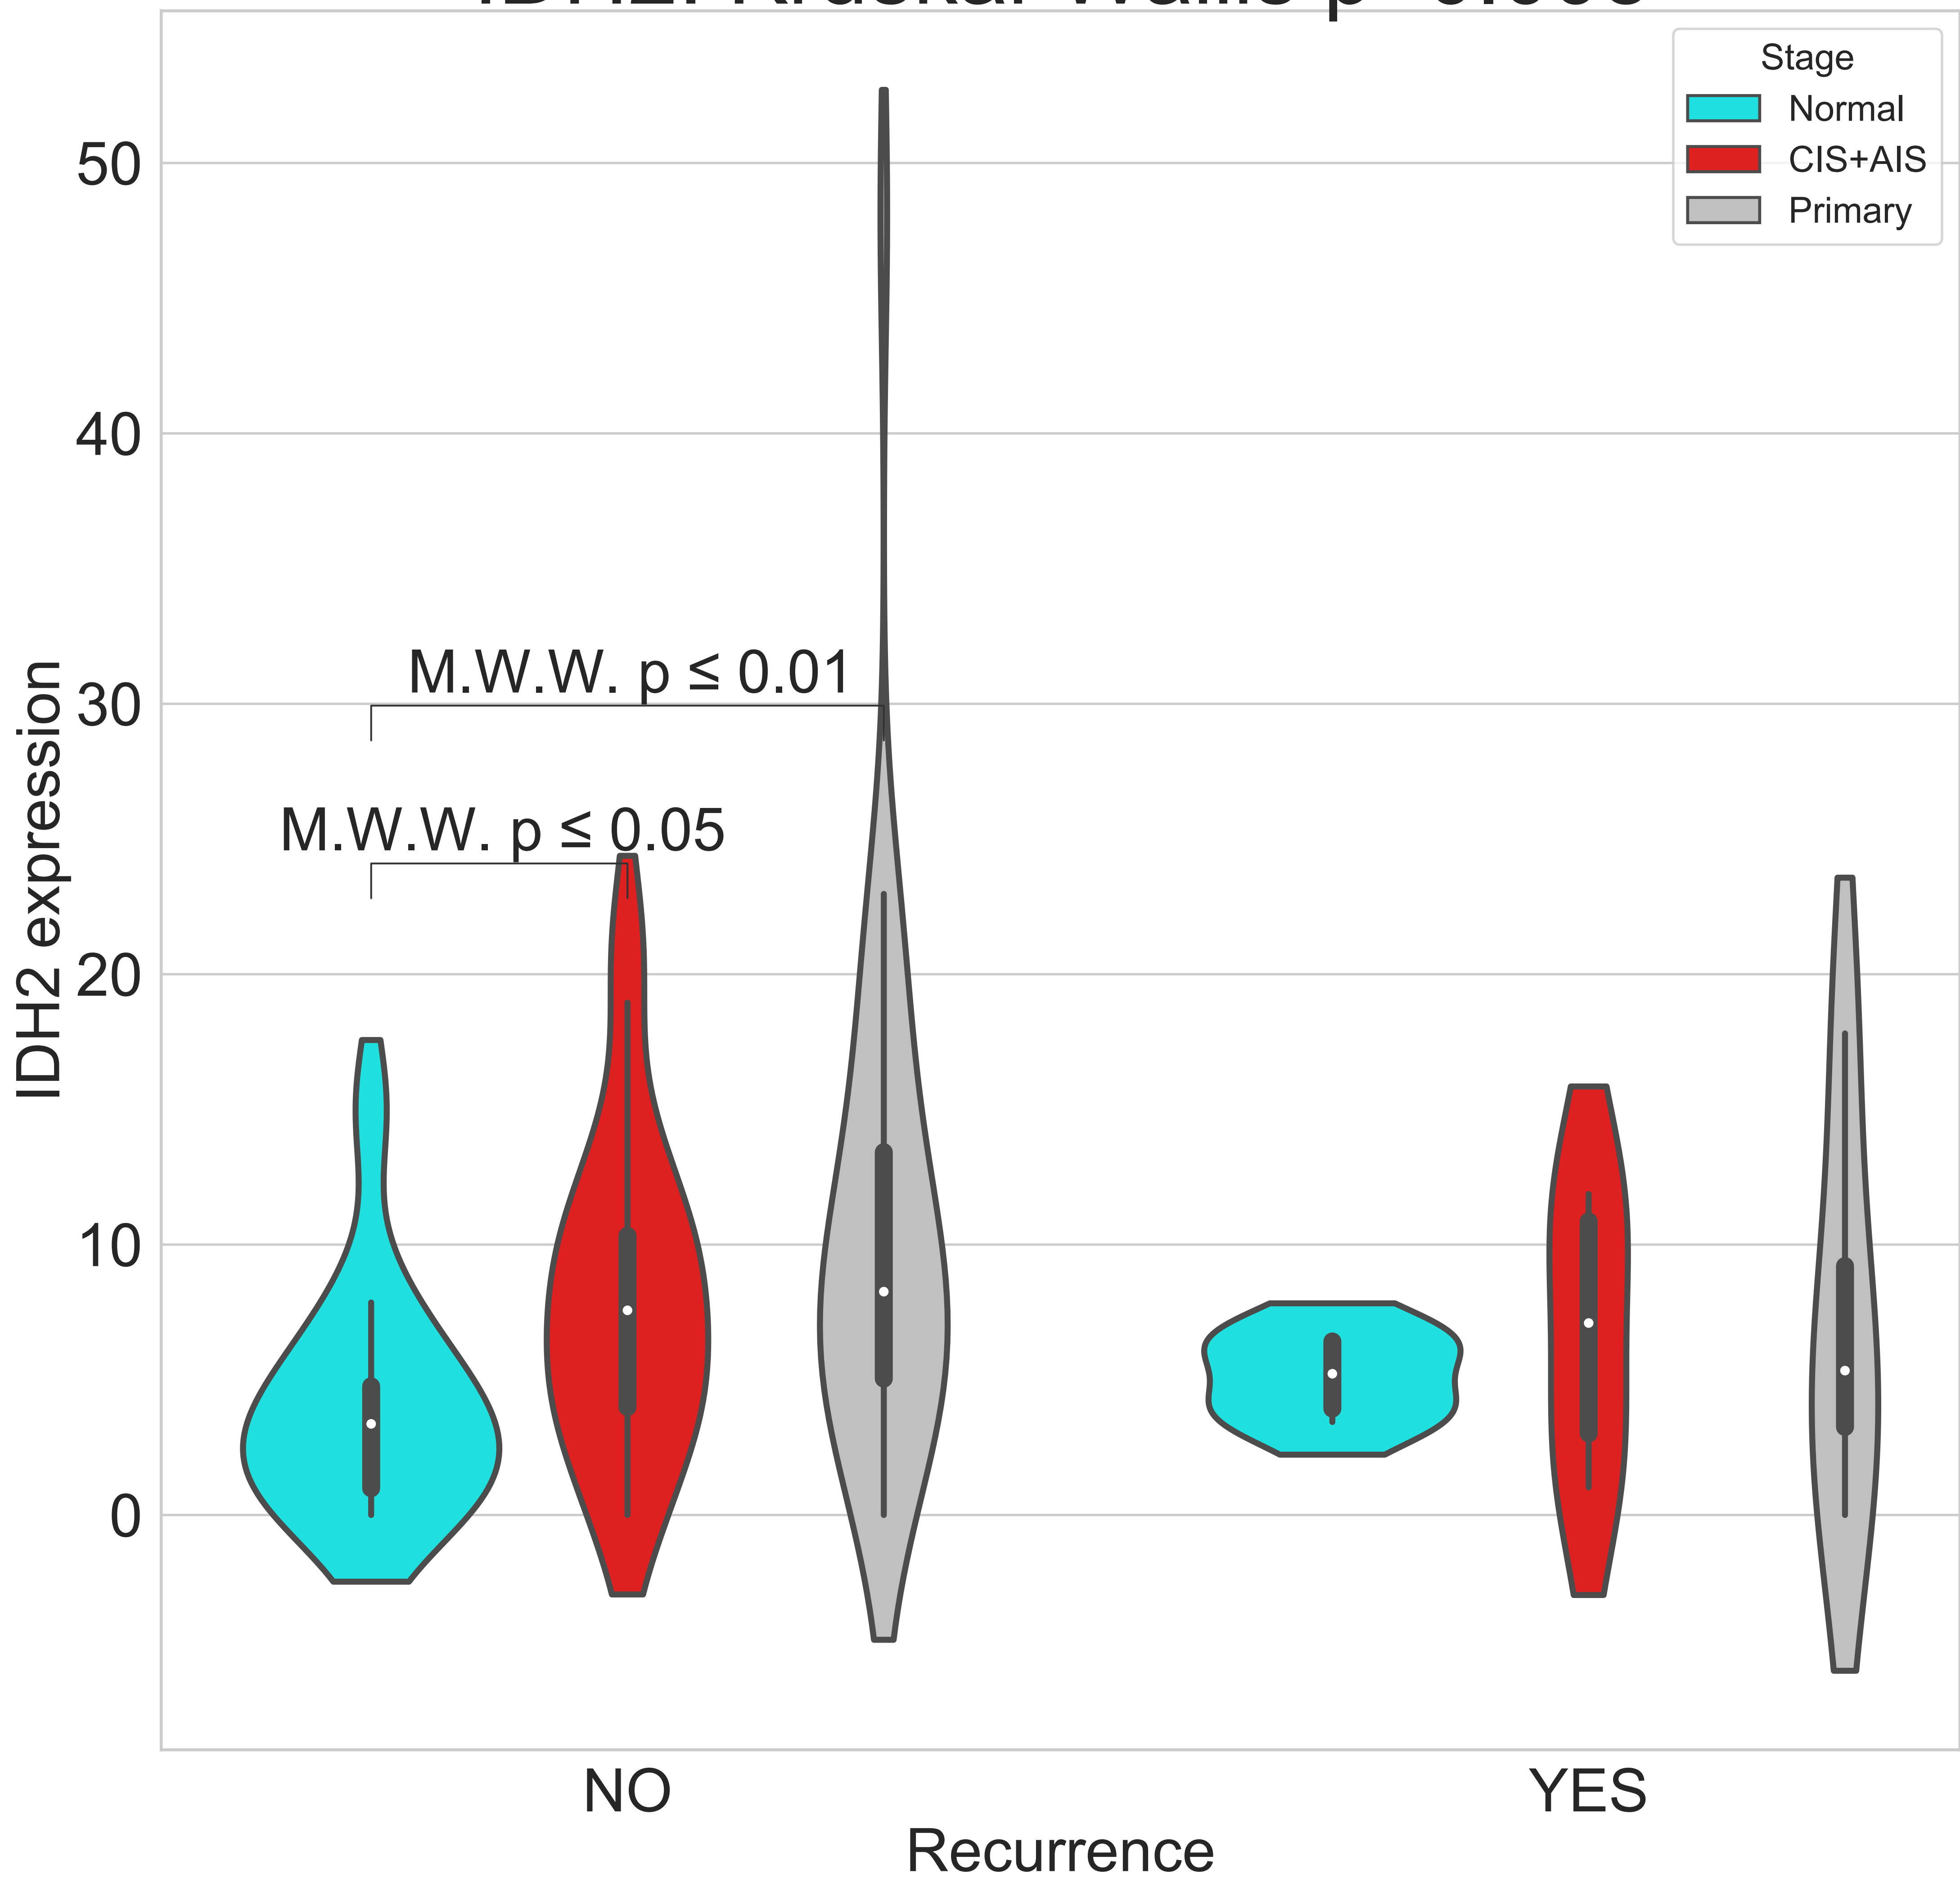 Stage
Normal
CIS+AIS
Primary
50
40
30
20
10
0
IDH2 expression
M.W.W. p ≤ 0.01
M.W.W. p ≤ 0.05
NO
YES
Recurrence